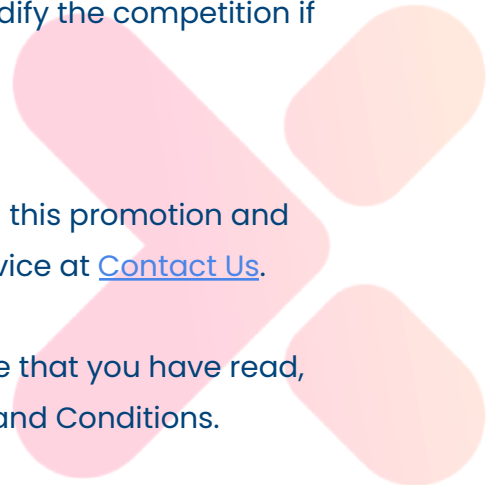 dify the competition if
this promotion and
vice at Contact Us.
e that you have read,
and Conditions.